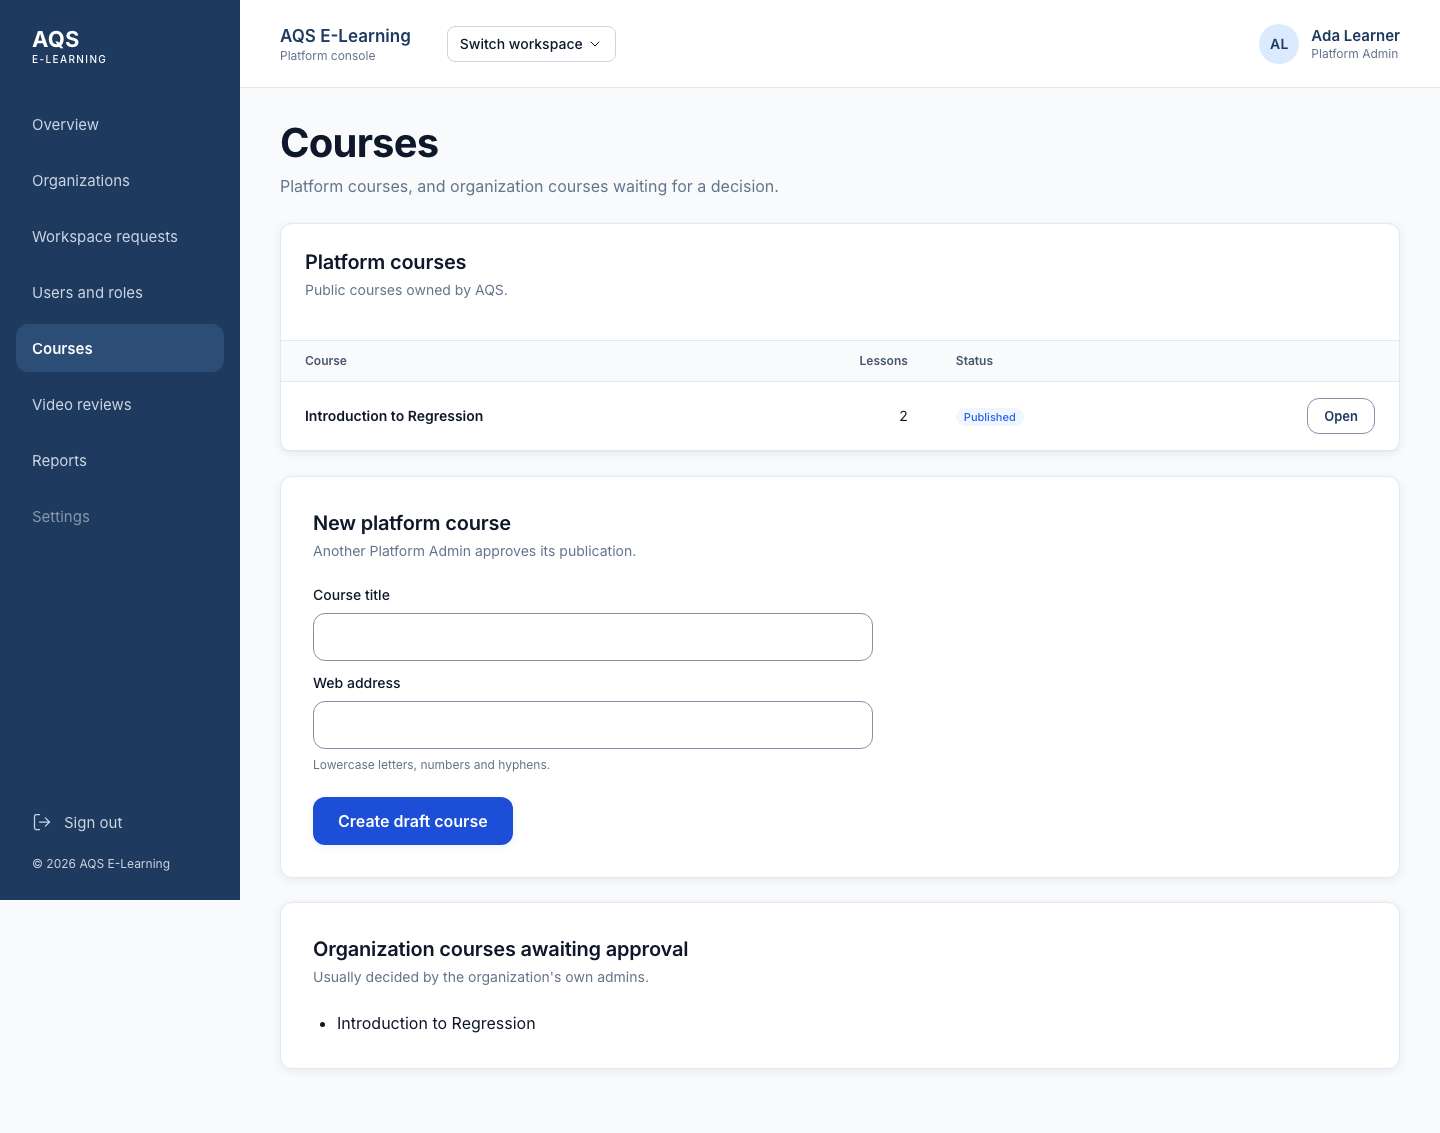 AQS
E-LEARNING
Overview
Organizations
Workspace requests
Users and roles
Courses
Video reviews
Reports
Settings
Sign out
© 2026 AQS E-Learning
AQS E-Learning
Platform console
Switch workspace
AL
Ada Learner
Platform Admin
Courses
Platform courses, and organization courses waiting for a decision.
Platform courses
Public courses owned by AQS.
Course Lessons Status
Introduction to Regression 2 Published Open
New platform course
Another Platform Admin approves its publication.
Course title
Web address
Lowercase letters, numbers and hyphens.
Create draft course
Organization courses awaiting approval
Usually decided by the organization's own admins.
• Introduction to Regression